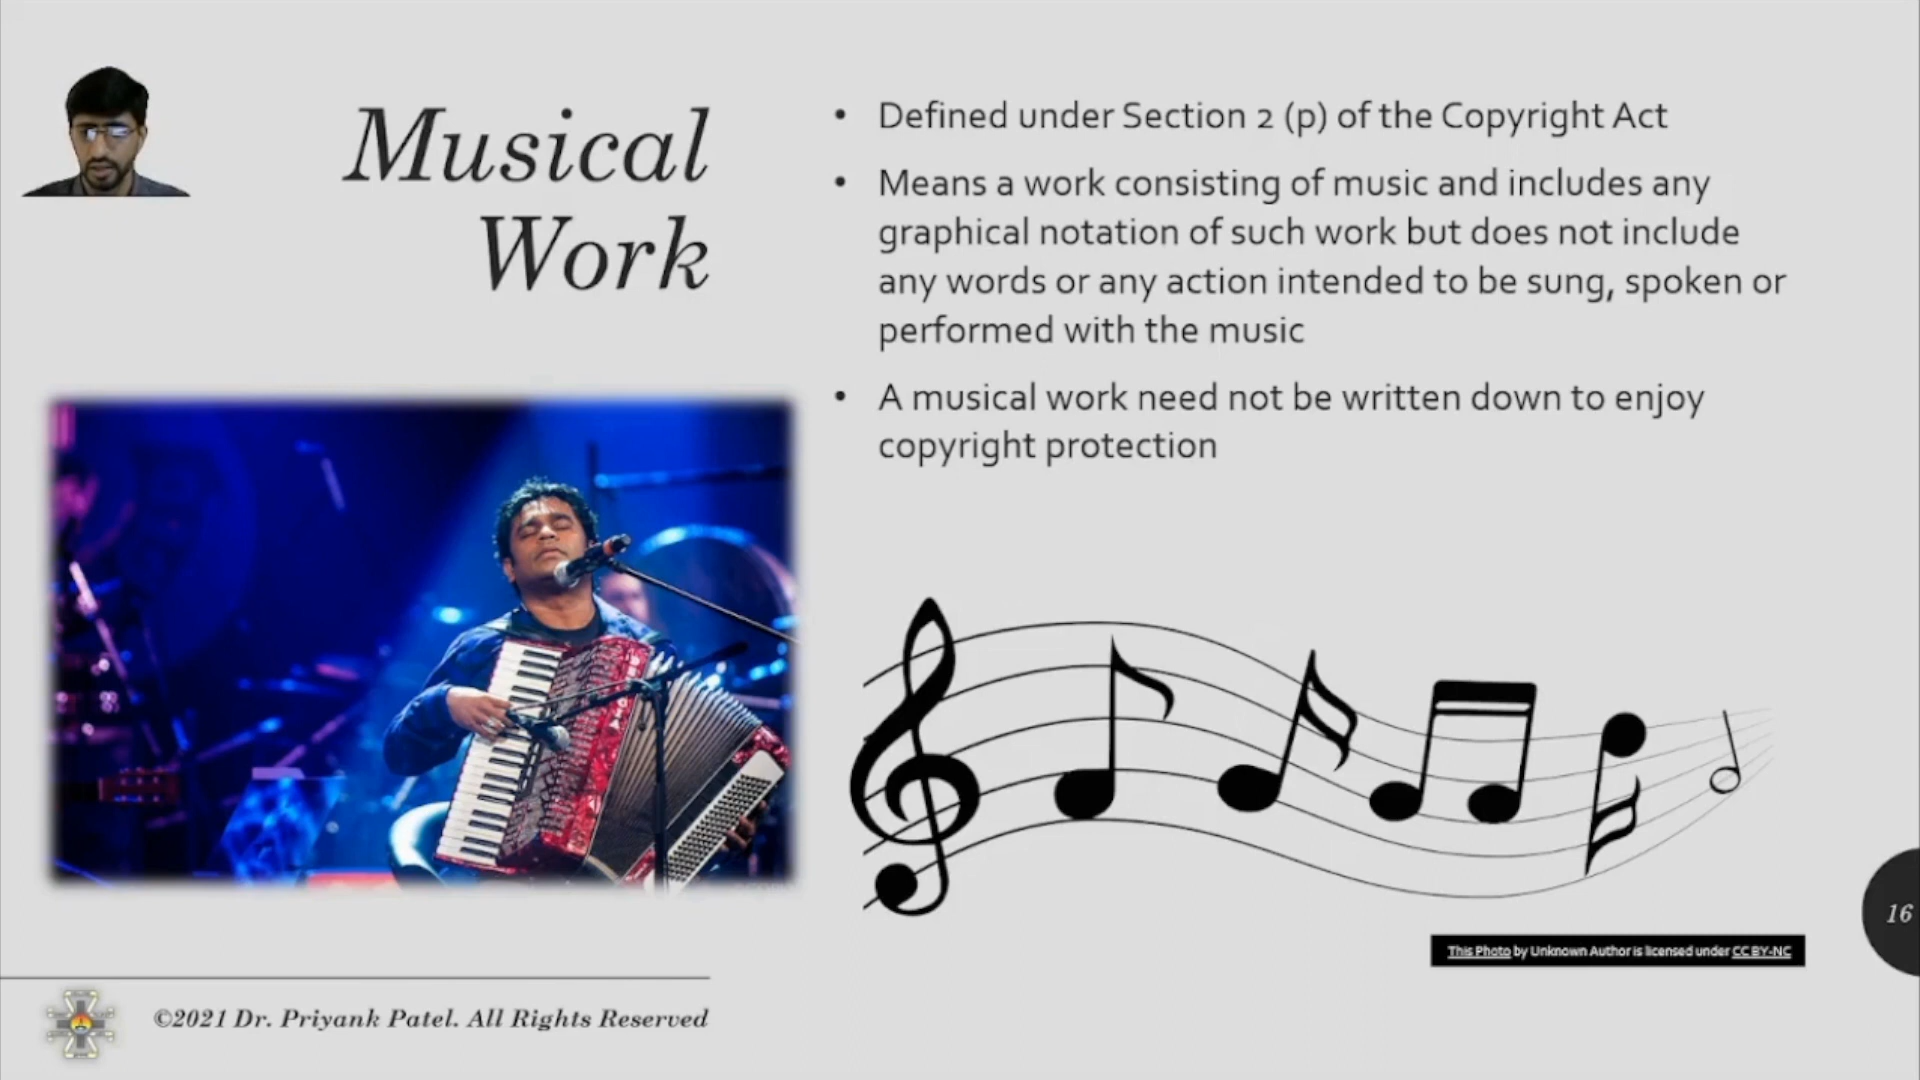 Musical
Work
• Defined under Section 2 (p) of the Copyright Act
• Means a work consisting of music and includes any
graphical notation of such work but does not include
any words or any action intended to be sung, spoken or
performed with the music
• A musical work need not be written down to enjoy
copyright protection
16
This Photo by Unknown Author is licensed under CC BY-NC
©2021 Dr. Priyank Patel. All Rights Reserved